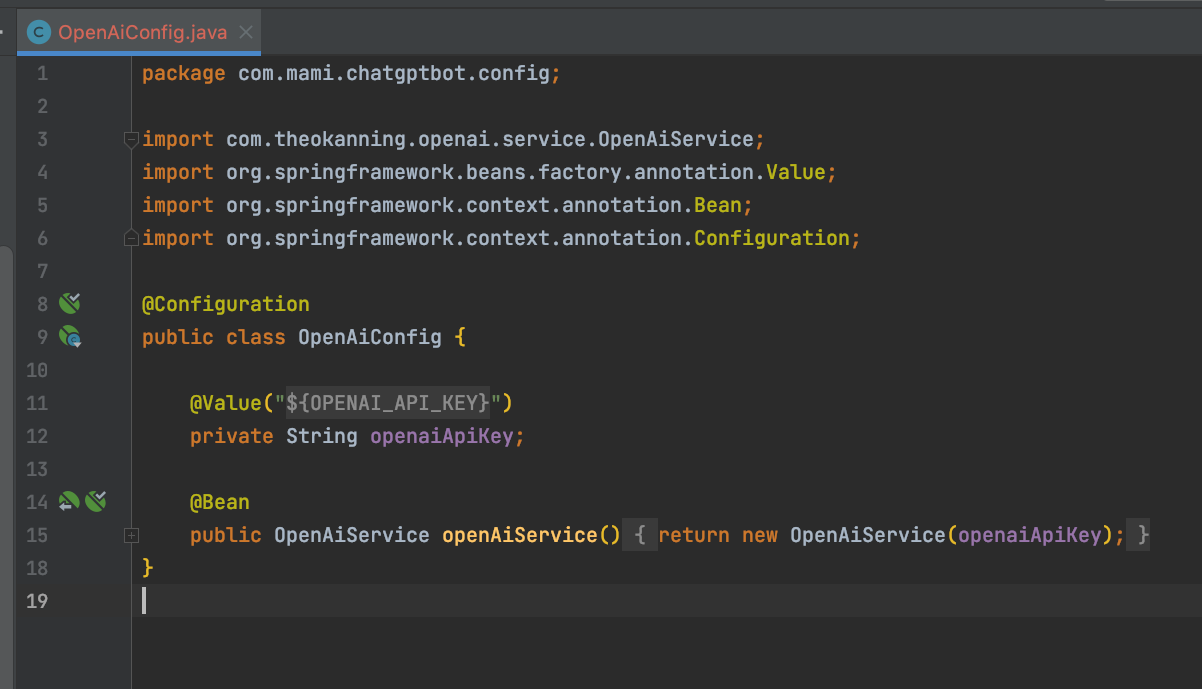 C OpenAiConfig.java
1 package com.mami.chatgptbot.config;
2
3 import com.theokanning.openai.service.OpenAiService;
4 import org.springframework.beans.factory.annotation.Value;
5 import org.springframework.context.annotation.Bean;
6 import org.springframework.context.annotation.Configuration;
7
8 @Configuration
9 public class OpenAiConfig {
10
11 @Value("${OPENAI_API_KEY}")
12 private String openaiApiKey;
13
14 @Bean
15 public OpenAiService openAiService() { return new OpenAiService(openaiApiKey); }
18 }
19